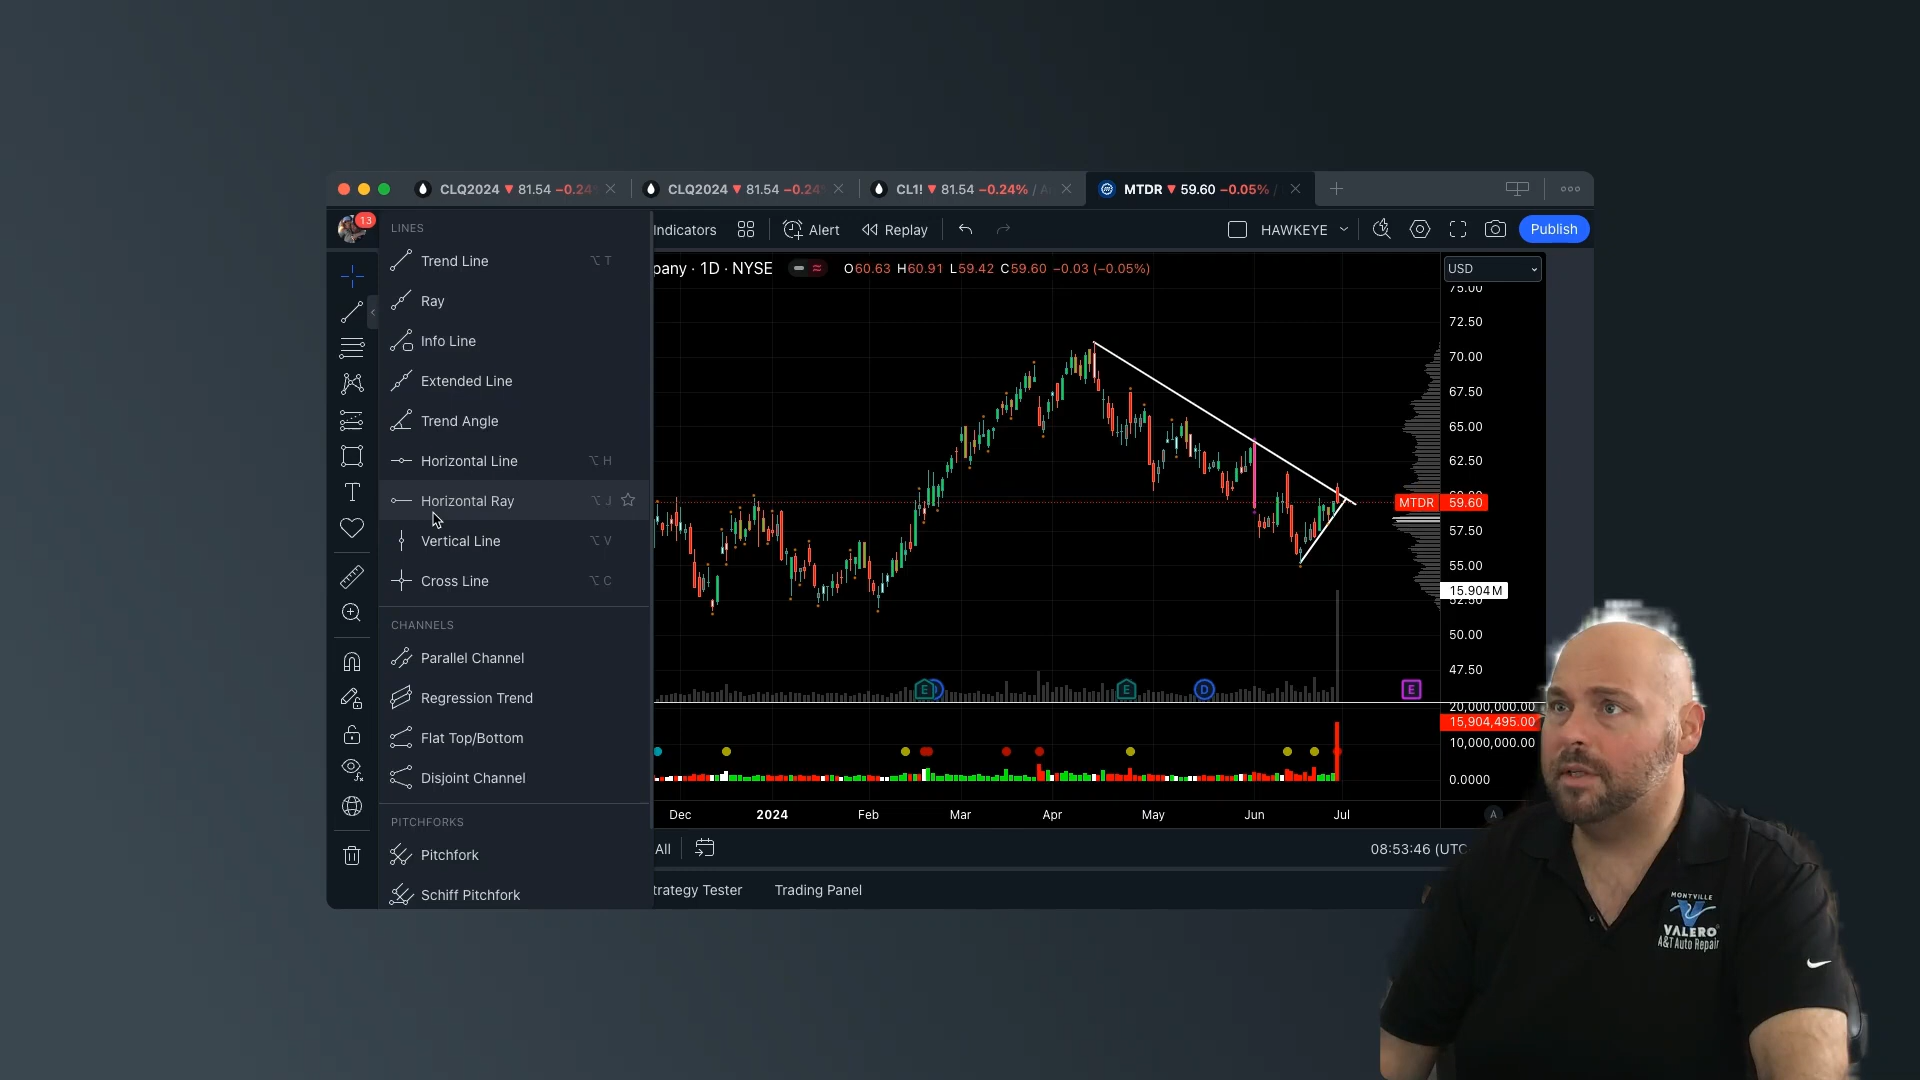 CLQ2024 ▼ 81.54 −0.24
CLQ2024 ▼ 81.54 −0.24
CL1! ▼ 81.54 −0.24% / A
MTDR ▼ 59.60 −0.05% /
13
LINES
Trend Line ⌥ T
Ray
Info Line
Extended Line
Trend Angle
Horizontal Line ⌥ H
Horizontal Ray ⌥ J
Vertical Line ⌥ V
Cross Line ⌥ C
CHANNELS
Parallel Channel
Regression Trend
Flat Top/Bottom
Disjoint Channel
PITCHFORKS
Pitchfork
Schiff Pitchfork
Indicators
Alert
Replay
HAWKEYE
Publish
pany · 1D · NYSE
O60.63 H60.91 L59.42 C59.60 −0.03 (−0.05%)
USD
75.00
72.50
70.00
67.50
65.00
62.50
MTDR 59.60
57.50
55.00
15.904M
52.50
50.00
47.50
E
E
D
E
20,000,000.00
15,904,495.00
10,000,000.00
0.0000
Dec
2024
Feb
Mar
Apr
May
Jun
Jul
A
All
08:53:46 (UTC
trategy Tester
Trading Panel
T
MONTVILLE
VALERO
A&T Auto Repair